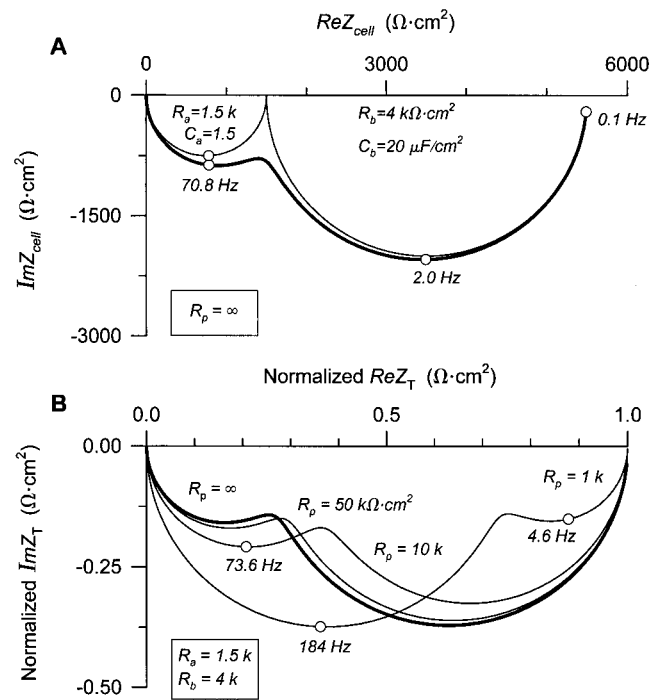 ReZcell (Ω·cm²)
A
0 3000 6000
0
Ra=1.5 k
Ca=1.5
Rb=4 kΩ·cm²
Cb=20 µF/cm²
0.1 Hz
70.8 Hz
-1500
ImZcell (Ω·cm²)
2.0 Hz
Rp = ∞
-3000
Normalized ReZT (Ω·cm²)
B
0.0 0.5 1.0
0.00
Rp = ∞
Rp = 50 kΩ·cm²
Rp = 1 k
Rp = 10 k
4.6 Hz
-0.25
73.6 Hz
Normalized ImZT (Ω·cm²)
184 Hz
Ra = 1.5 k
Rb = 4 k
-0.50